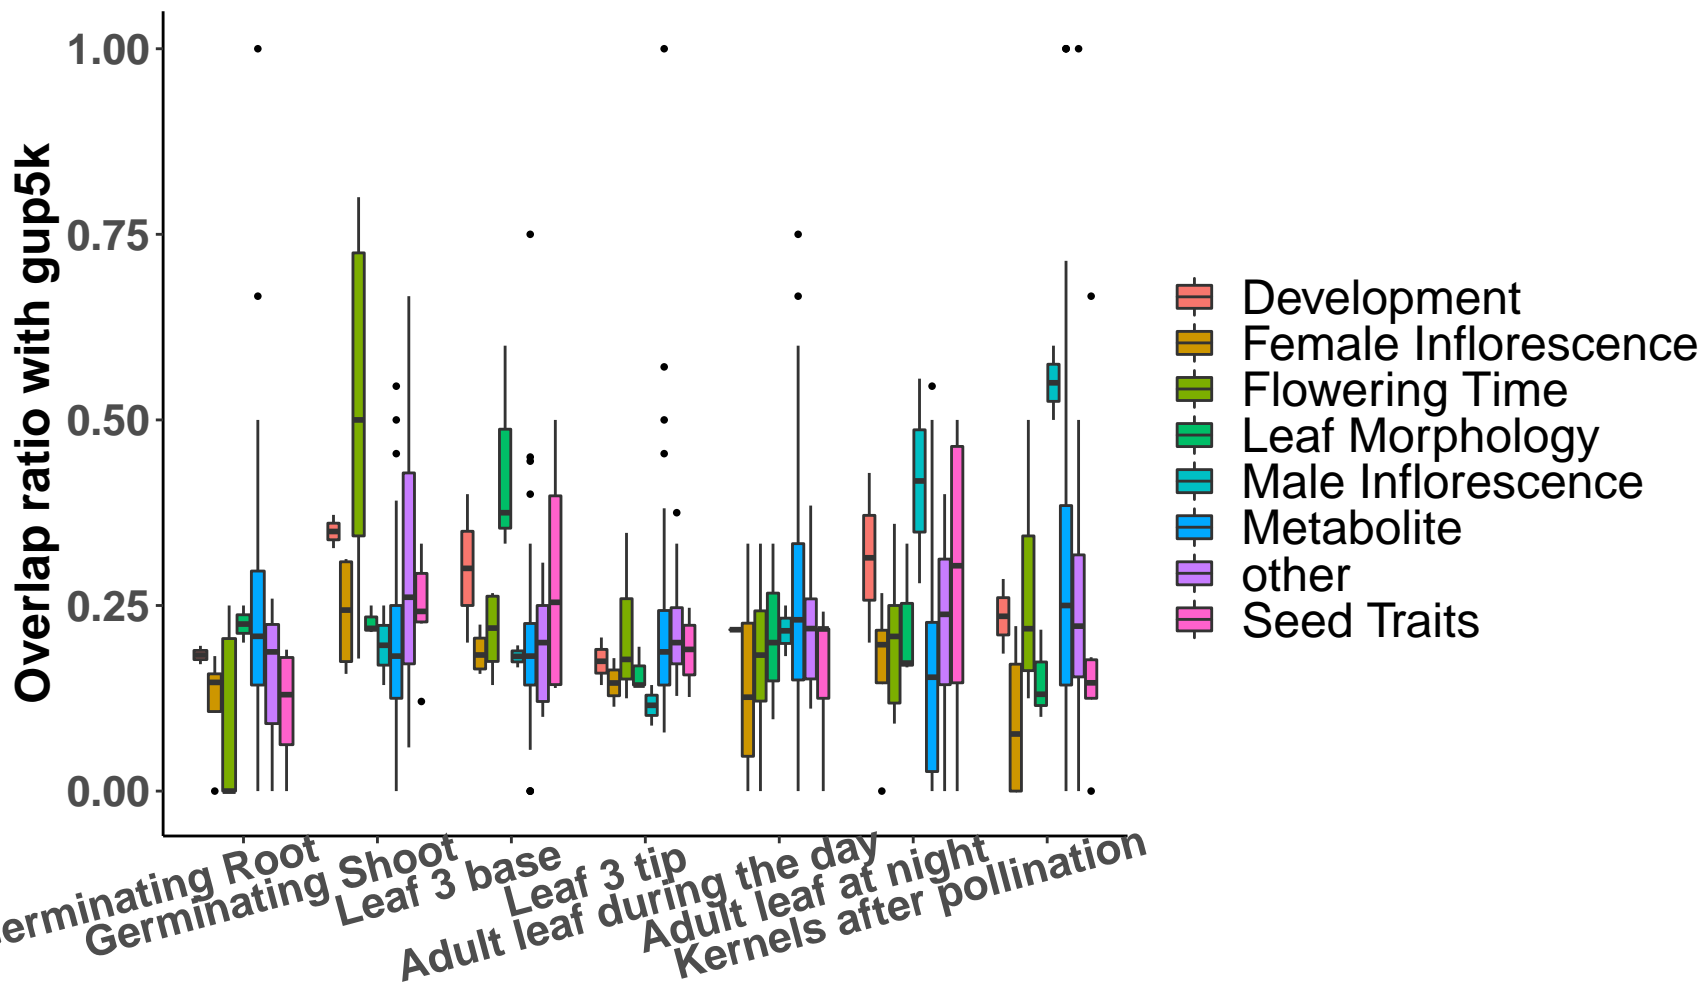 Overlap ratio with gup5k
1.00
0.75
0.50
0.25
0.00
erminating Root
Germinating Shoot
Leaf 3 base
Leaf 3 tip
Adult leaf during the day
Adult leaf at night
Kernels after pollination
Development
Female Inflorescence
Flowering Time
Leaf Morphology
Male Inflorescence
Metabolite
other
Seed Traits